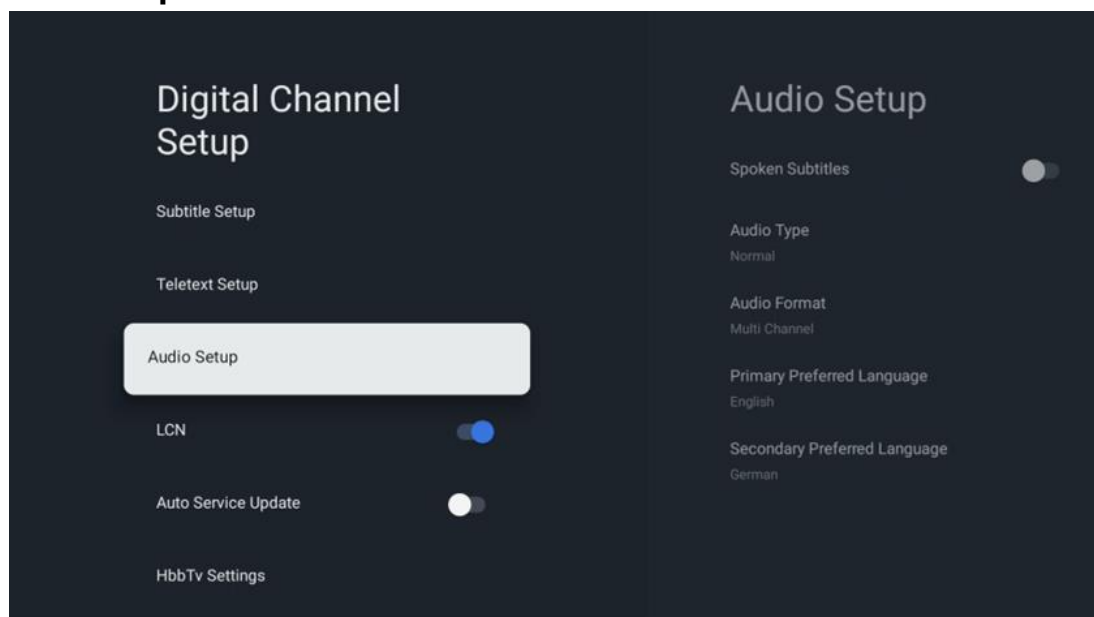 Digital Channel
Setup
Subtitle Setup
Teletext Setup
Audio Setup
LCN
Auto Service Update
HbbTv Settings
Audio Setup
Spoken Subtitles
Audio Type
Normal
Audio Format
Multi Channel
Primary Preferred Language
English
Secondary Preferred Language
German